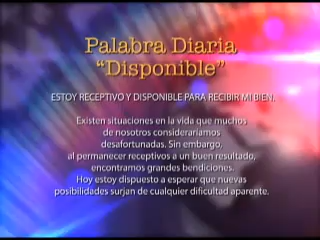 Palabra Diaria
“Disponible”
ESTOY RECEPTIVO Y DISPONIBLE PARA RECIBIR MI BIEN.
Existen situaciones en la vida que muchos
de nosotros consideraríamos
desafortunadas. Sin embargo,
al permanecer receptivos a un buen resultado,
encontramos grandes bendiciones.
Hoy estoy dispuesto a esperar que nuevas
posibilidades surjan de cualquier dificultad aparente.